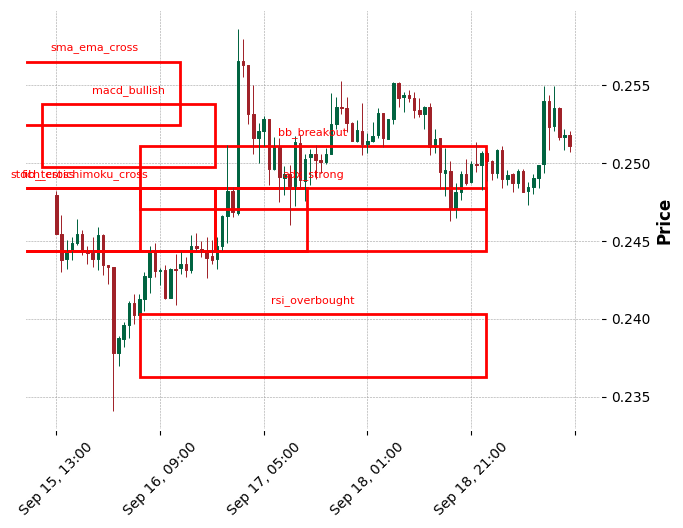 sma_ema_cross
macd_bullish
bb_breakout
ichimoku_cross
rsi_overbought
0.255
0.250
0.245
0.240
0.235
Price
Sep 15, 13:00
Sep 16, 09:00
Sep 17, 05:00
Sep 18, 01:00
Sep 18, 21:00